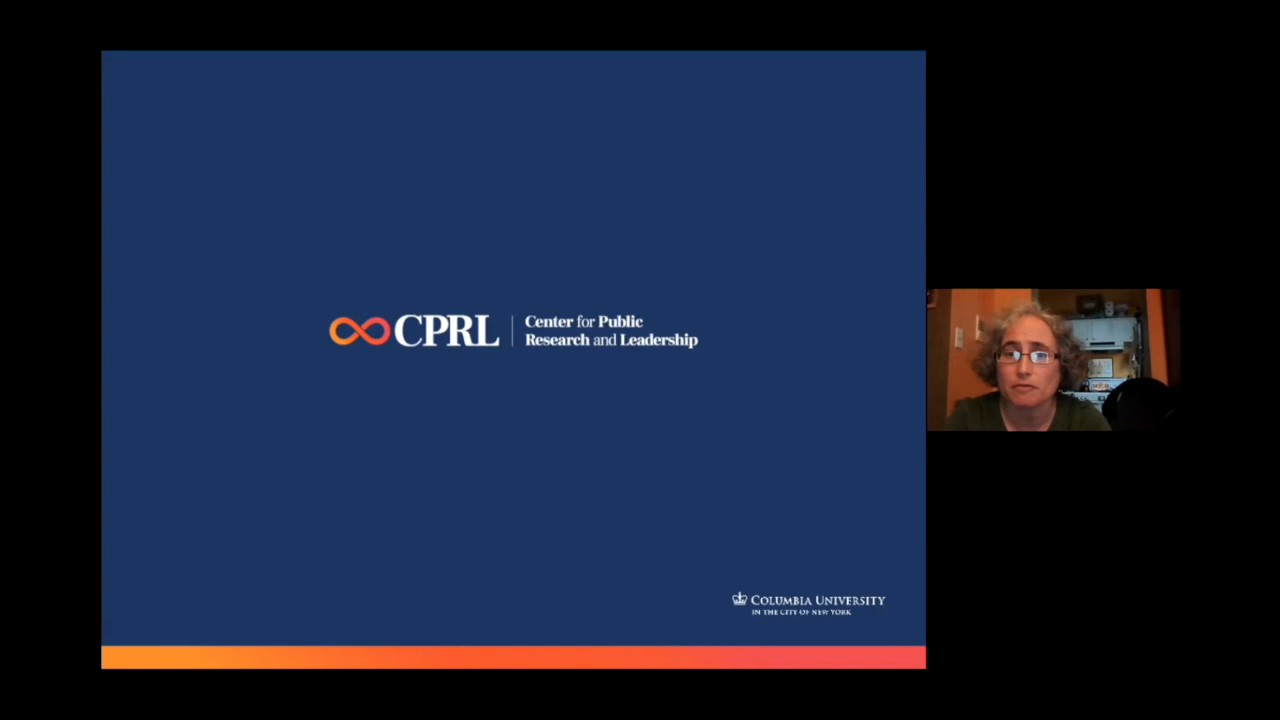 CPRL
Center for Public
Research and Leadership
COLUMBIA UNIVERSITY
IN THE CITY OF NEW YORK